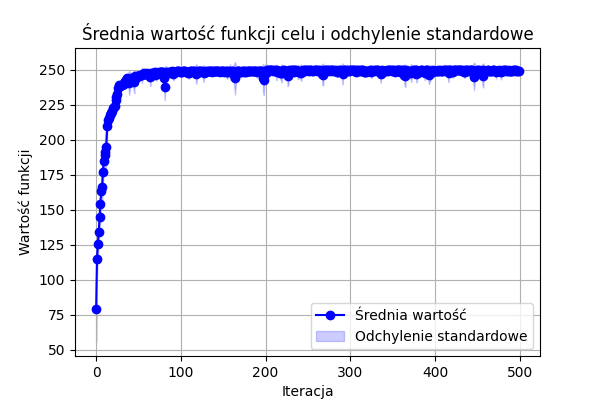 Średnia wartość funkcji celu i odchylenie standardowe
250
225
200
175
150
125
100
75
50
Wartość funkcji
0 100 200 300 400 500
Iteracja
Średnia wartość
Odchylenie standardowe